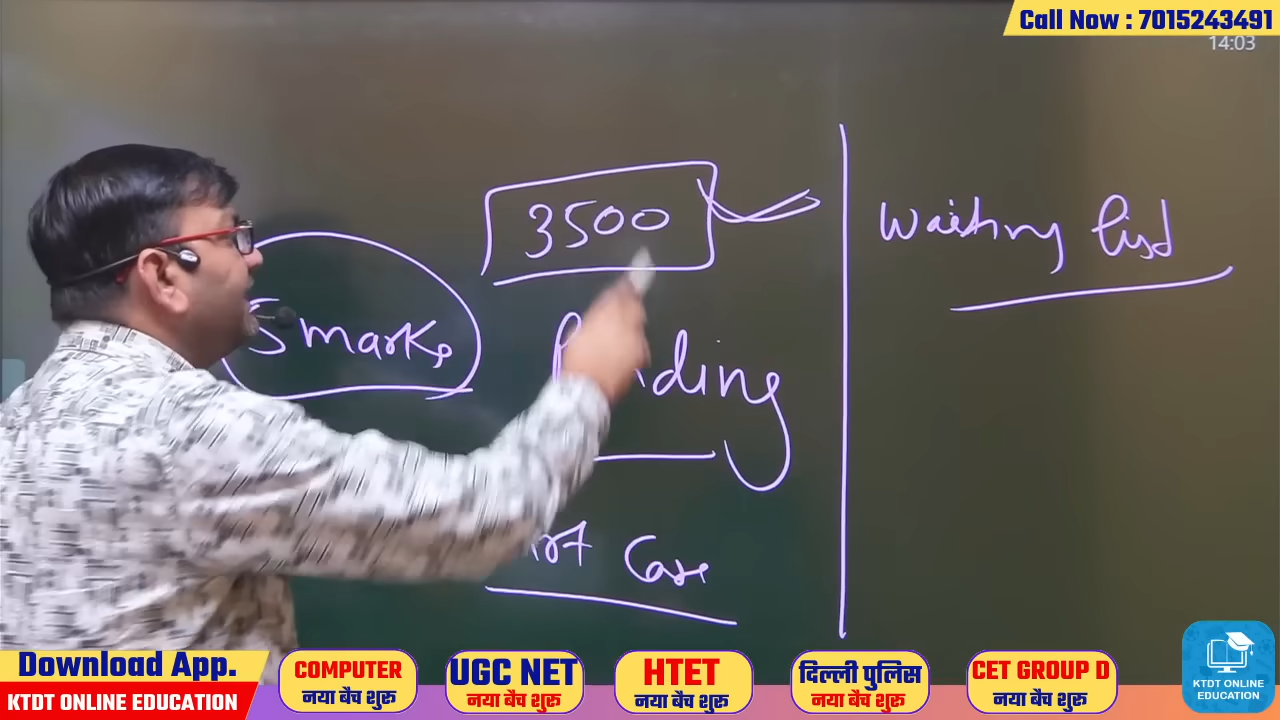 Call Now : 7015243491
14:03
3500
Waiting list
5 marks
Case
Download App.
KTDT ONLINE EDUCATION
COMPUTER
नया बैच शुरू
UGC NET
नया बैच शुरू
HTET
नया बैच शुरू
दिल्ली पुलिस
नया बैच शुरू
CET GROUP D
नया बैच शुरू
KTDT ONLINE
EDUCATION